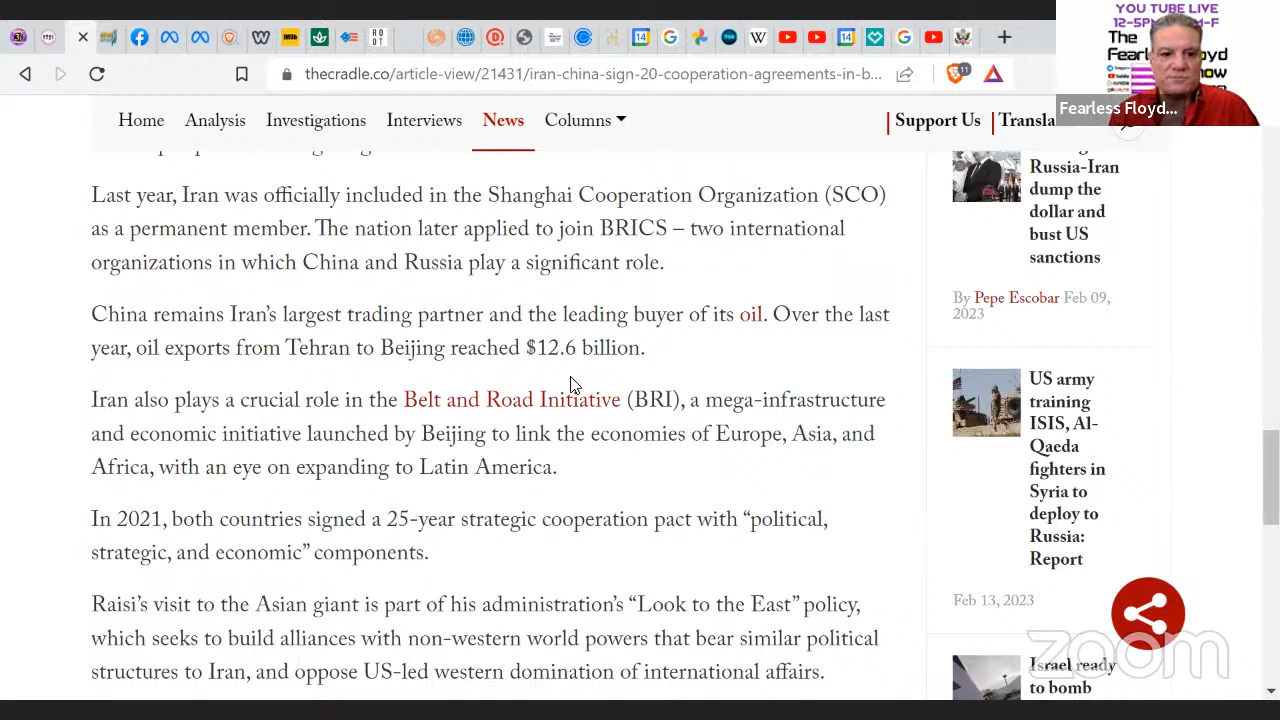 YOU TUBE LIVE
The
Fearless Floyd...
thecradle.co/article-view/21431/iran-china-sign-20-cooperation-agreements-in-b...
11
Home Analysis Investigations Interviews News Columns
Support Us
Last year, Iran was officially included in the Shanghai Cooperation Organization (SCO)
as a permanent member. The nation later applied to join BRICS – two international
organizations in which China and Russia play a significant role.
China remains Iran's largest trading partner and the leading buyer of its oil. Over the last
year, oil exports from Tehran to Beijing reached $12.6 billion.
Iran also plays a crucial role in the Belt and Road Initiative (BRI), a mega-infrastructure
and economic initiative launched by Beijing to link the economies of Europe, Asia, and
Africa, with an eye on expanding to Latin America.
In 2021, both countries signed a 25-year strategic cooperation pact with “political,
strategic, and economic” components.
Raisi's visit to the Asian giant is part of his administration's “Look to the East” policy,
which seeks to build alliances with non-western world powers that bear similar political
structures to Iran, and oppose US-led western domination of international affairs.
Russia-Iran
dump the
dollar and
bust US
sanctions
By Pepe Escobar Feb 09,
2023
US army
training
ISIS, Al-
Qaeda
fighters in
Syria to
deploy to
Russia:
Report
Feb 13, 2023
Israel ready
to bomb
zoom